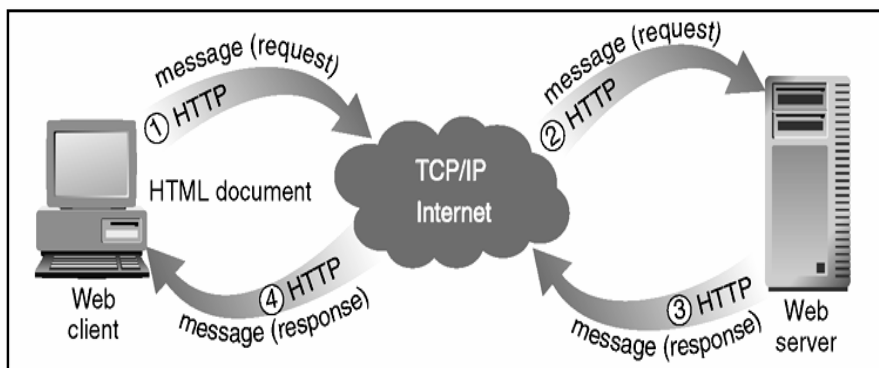 message (request)
① HTTP
message (request)
② HTTP
HTML document
TCP/IP
Internet
Web
client
④ HTTP
message (response)
③ HTTP
message (response)
Web
server